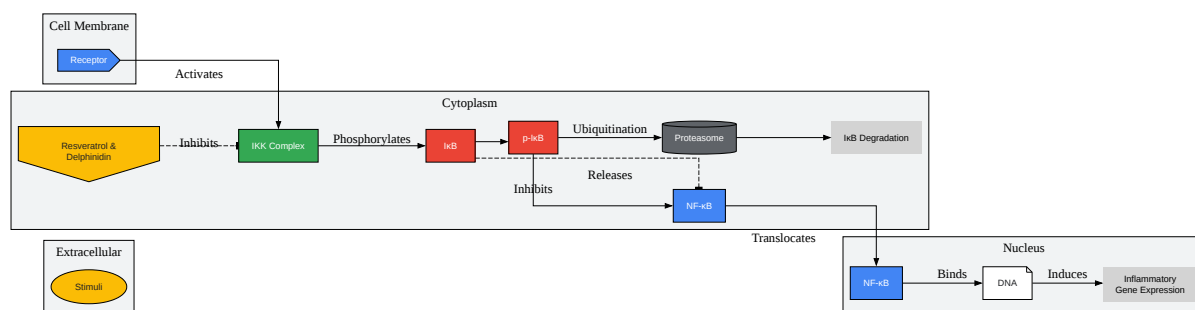 Cell Membrane
Receptor
Activates
Cytoplasm
Resveratrol &
Delphinidin
Inhibits
IKK Complex
Phosphorylates
IκB
p-IκB
Ubiquitination
Proteasome
IκB Degradation
Releases
Inhibits
NF-κB
Translocates
Extracellular
Stimuli
Nucleus
NF-κB
Binds
DNA
Induces
Inflammatory
Gene Expression